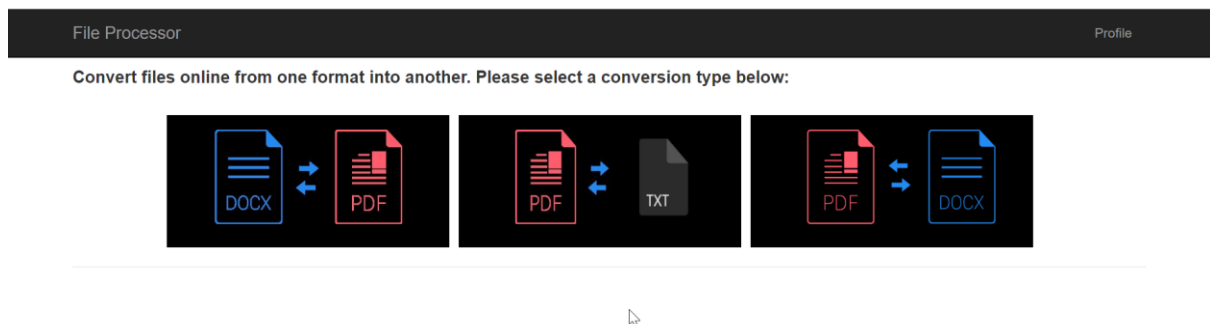 File Processor Profile
Convert files online from one format into another. Please select a conversion type below:
DOCX PDF PDF TXT PDF DOCX